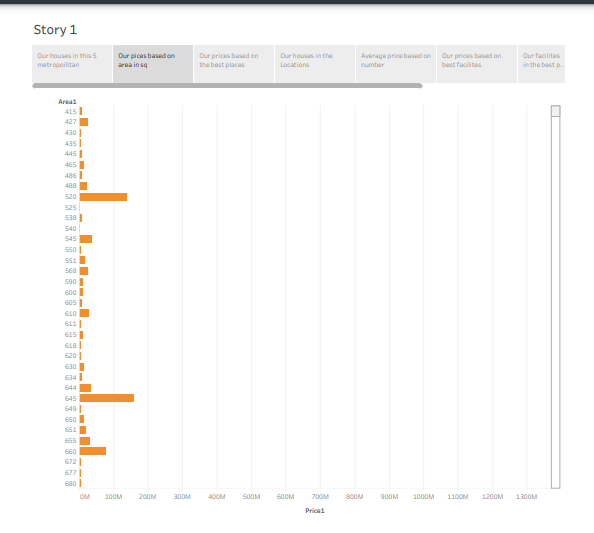 Story 1
Our houses in this 5
metropolitan
Our pices based on
area in sq
Our prices based on
the best places
Our houses in the
Locations
Average price based on
number
Our prices based on
best facilites
Our facilites
in the best p..
Area1
415
427
430
435
445
465
486
488
520
525
538
540
545
550
551
568
590
600
605
610
611
615
618
620
630
634
644
645
649
650
651
655
660
672
677
680
0M 100M 200M 300M 400M 500M 600M 700M 800M 900M 1000M 1100M 1200M 1300M
Price1